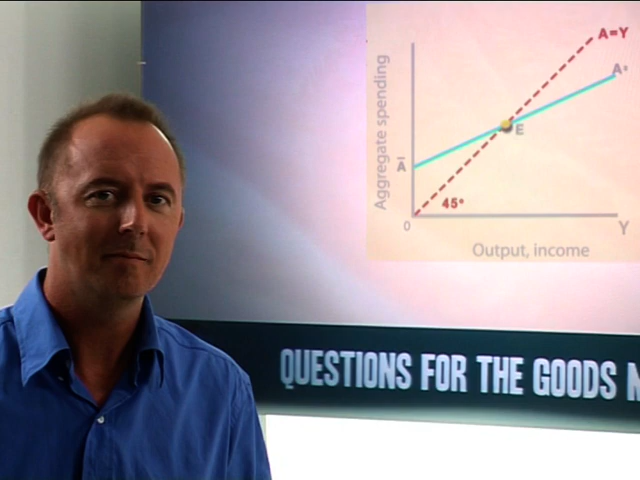 A=Y
A
Aggregate spending
E
Ā
45°
0
Y
Output, income
QUESTIONS FOR THE GOODS